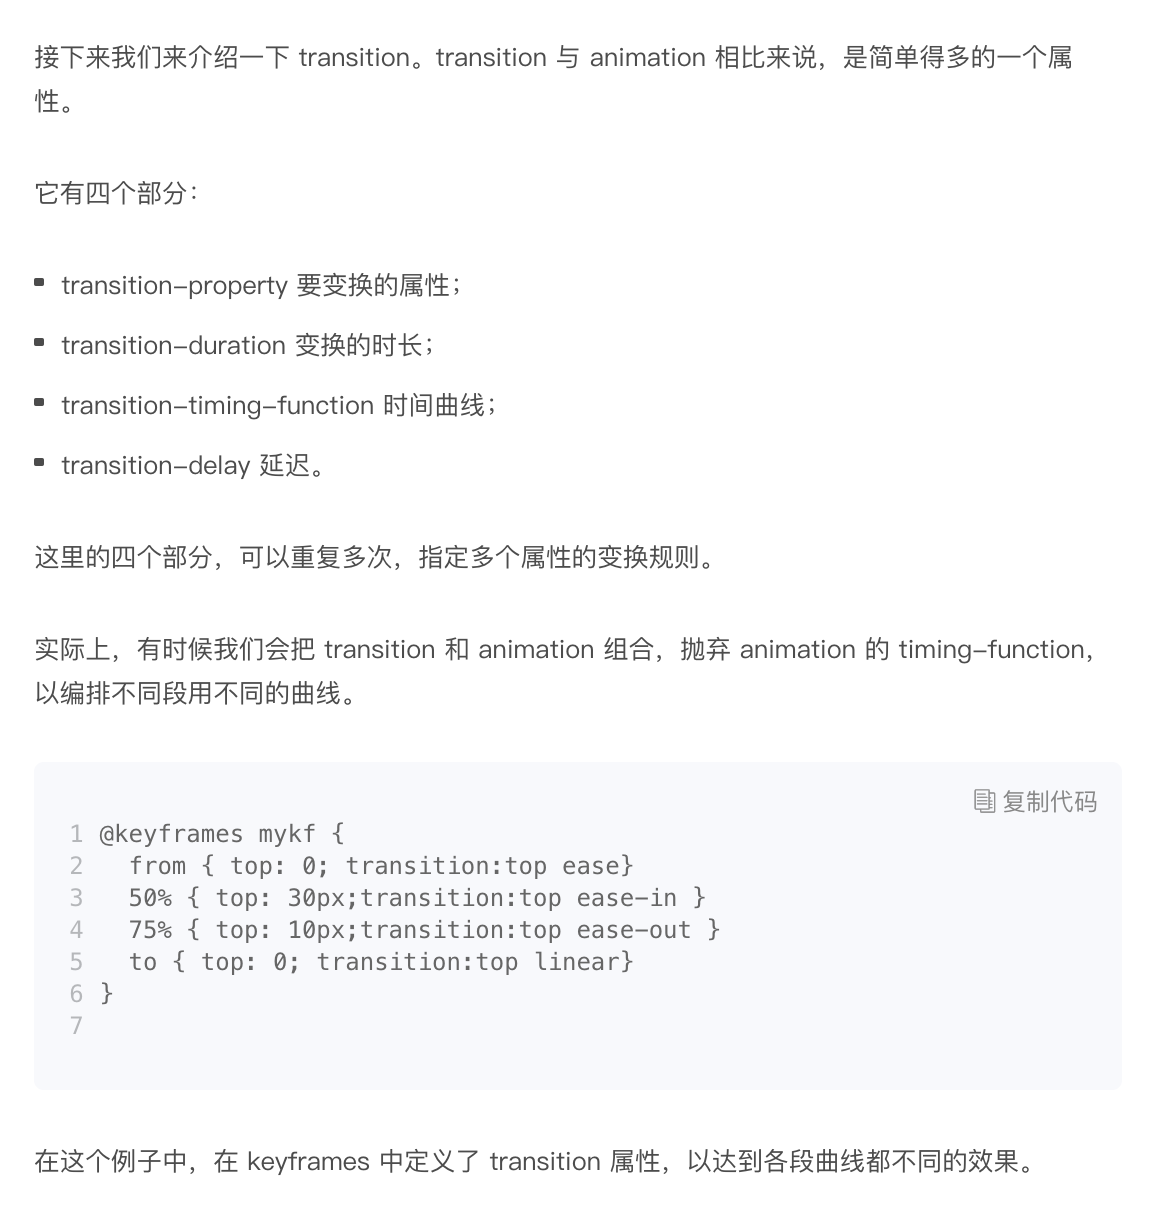 接下来我们来介绍一下 transition。transition 与 animation 相比来说，是简单得多的一个属
性。
它有四个部分：
transition-property 要变换的属性；
transition-duration 变换的时长；
transition-timing-function 时间曲线；
transition-delay 延迟。
这里的四个部分，可以重复多次，指定多个属性的变换规则。
实际上，有时候我们会把 transition 和 animation 组合，抛弃 animation 的 timing-function，
以编排不同段用不同的曲线。
复制代码
1 @keyframes mykf {
2   from { top: 0; transition:top ease}
3   50% { top: 30px;transition:top ease-in }
4   75% { top: 10px;transition:top ease-out }
5   to { top: 0; transition:top linear}
6 }
7
在这个例子中，在 keyframes 中定义了 transition 属性，以达到各段曲线都不同的效果。